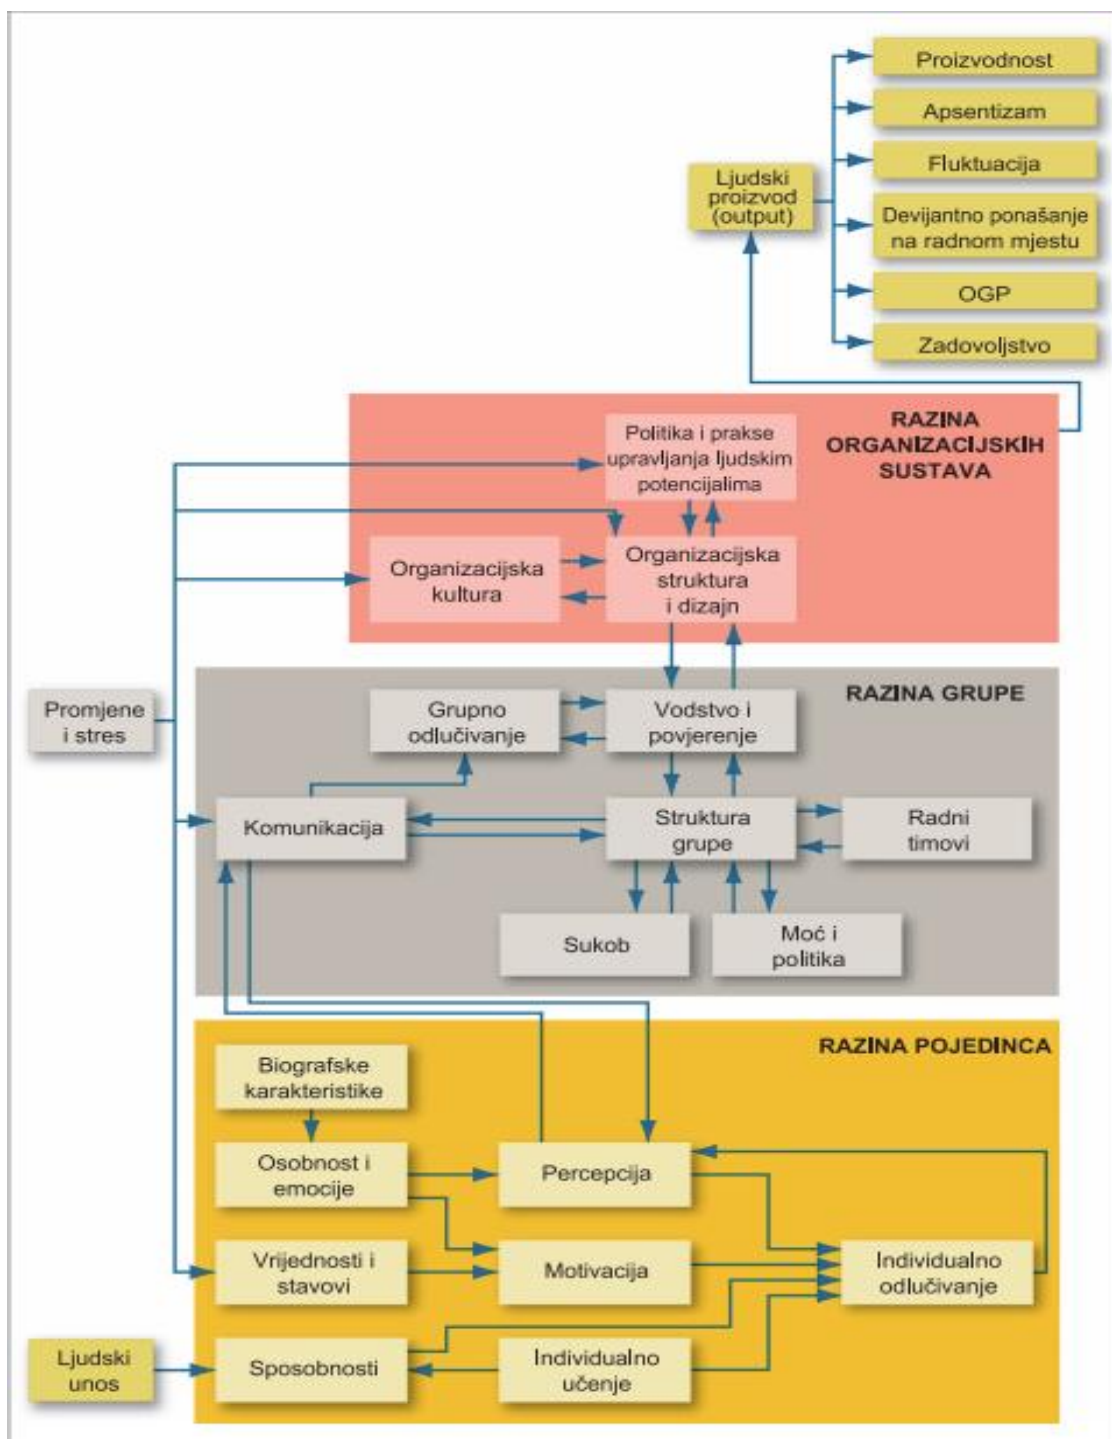 Proizvodnost
Apsentizam
Fluktuacija
Ljudski
proizvod
(output)
Devijantno ponašanje
na radnom mjestu
OGP
Zadovoljstvo
RAZINA
ORGANIZACIJSKIH
SUSTAVA
Politika i prakse
upravljanja ljudskim
potencijalima
Organizacijska
kultura
Organizacijska
struktura
i dizajn
RAZINA GRUPE
Promjene
i stres
Grupno
odlučivanje
Vodstvo i
povjerenje
Komunikacija
Struktura
grupe
Radni
timovi
Sukob
Moć i
politika
RAZINA POJEDINCA
Biografske
karakteristike
Osobnost i
emocije
Percepcija
Vrijednosti i
stavovi
Motivacija
Individualno
odlučivanje
Ljudski
unos
Sposobnosti
Individualno
učenje